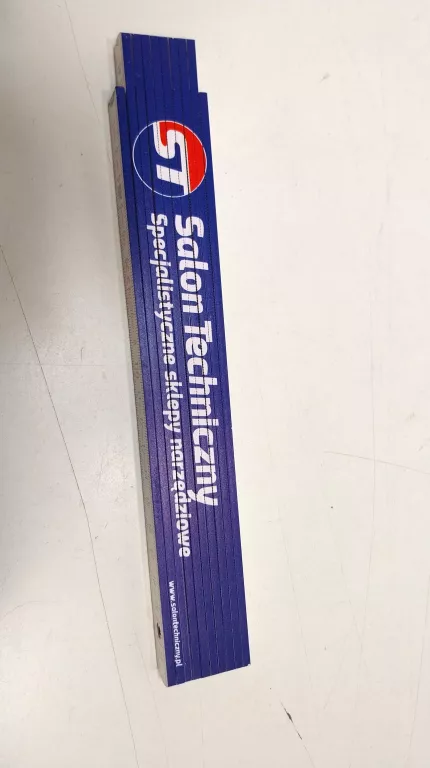 ST
Salon Techniczny
Specjalistyczne sklepy narzędziowe
www.salontechniczny.pl